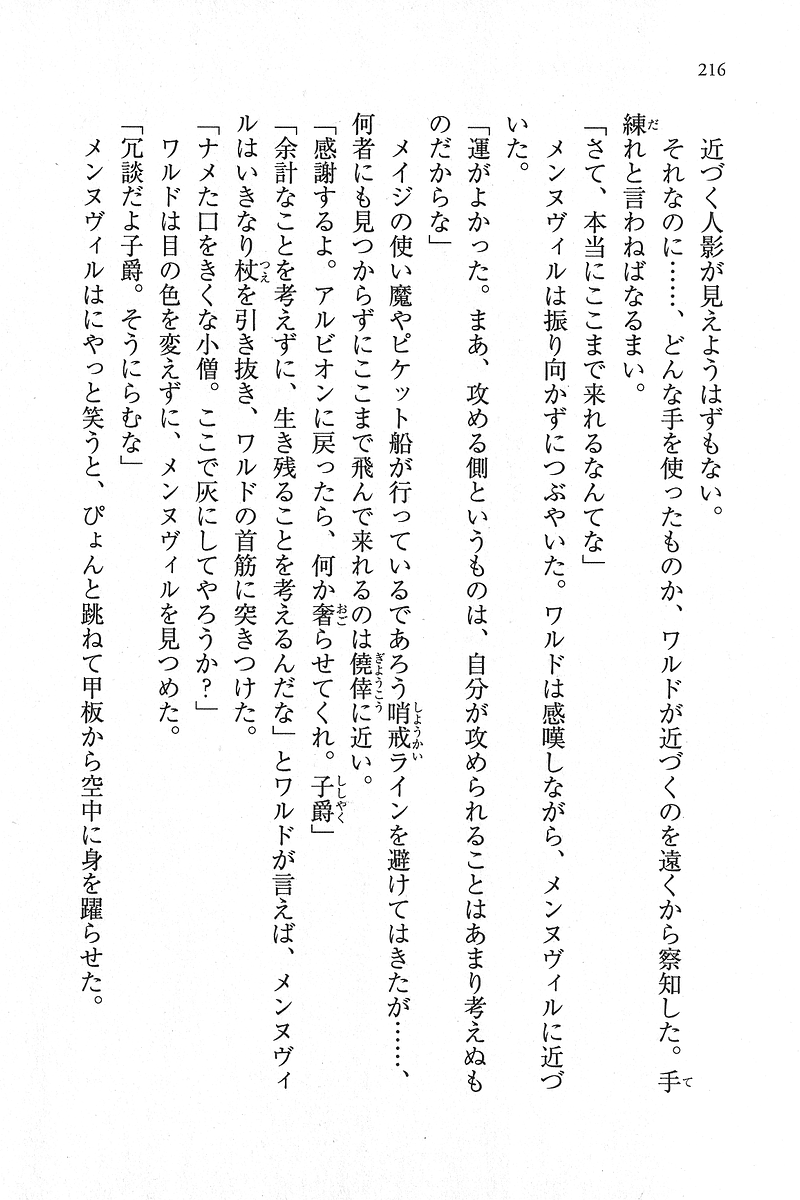 216
近づく人影が見えようはずもない。
それなのに……、どんな手を使ったものか、ワルドが近づくのを遠くから察知した。手
練れと言わねばなるまい。
「さて、本当にここまで来れるなんてな」
メンヌヴィルは振り向かずにつぶやいた。ワルドは感嘆しながら、メンヌヴィルに近づ
いた。
「運がよかった。まあ、攻める側というものは、自分が攻められることはあまり考えぬも
のだからな」
メイジの使い魔やピケット船が行っているであろう哨戒ラインを避けてはきたが……、
何者にも見つからずにここまで飛んで来れるのは僥倖に近い。
「感謝するよ。アルビオンに戻ったら、何か奢らせてくれ。子爵」
「余計なことを考えずに、生き残ることを考えるんだな」とワルドが言えば、メンヌヴィ
ルはいきなり杖を引き抜き、ワルドの首筋に突きつけた。
「ナメた口をきくな小僧。ここで灰にしてやろうか？」
ワルドは目の色を変えずに、メンヌヴィルを見つめた。
「冗談だよ子爵。そうにらむな」
メンヌヴィルはにやっと笑うと、ぴょんと跳ねて甲板から空中に身を躍らせた。